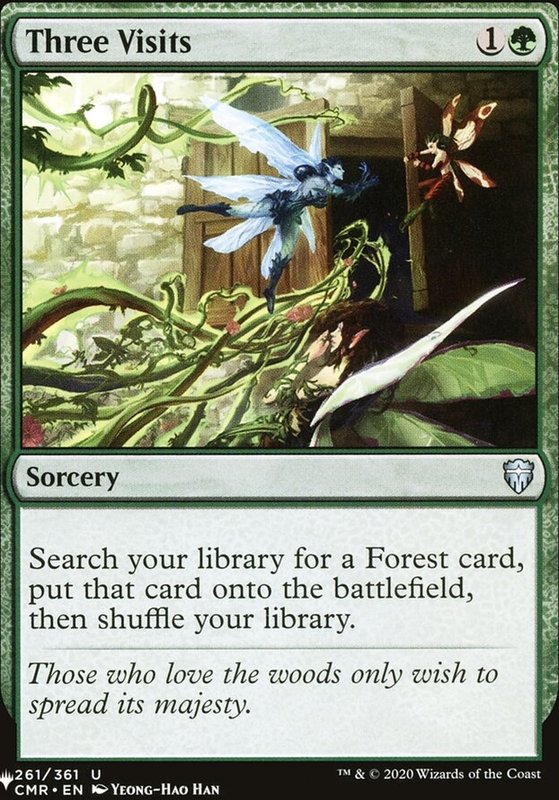 Three Visits 1
Sorcery
Search your library for a Forest card,
put that card onto the battlefield,
then shuffle your library.
Those who love the woods only wish to
spread its majesty.
261/361 U
CMR • EN Yeong-Hao Han
™ & © 2020 Wizards of the Coast